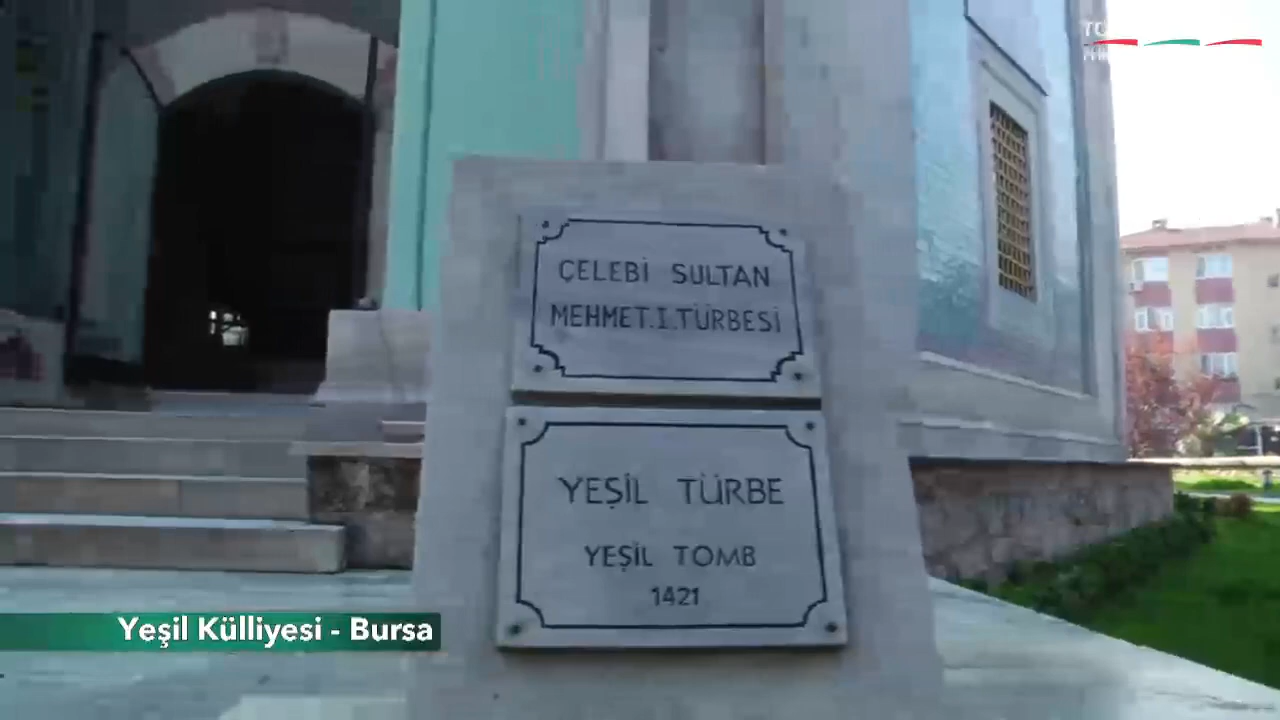 ÇELEBİ SULTAN
MEHMET.I.TÜRBESİ
YEŞİL TÜRBE
YEŞİL TOMB
1421
Yeşil Külliyesi - Bursa